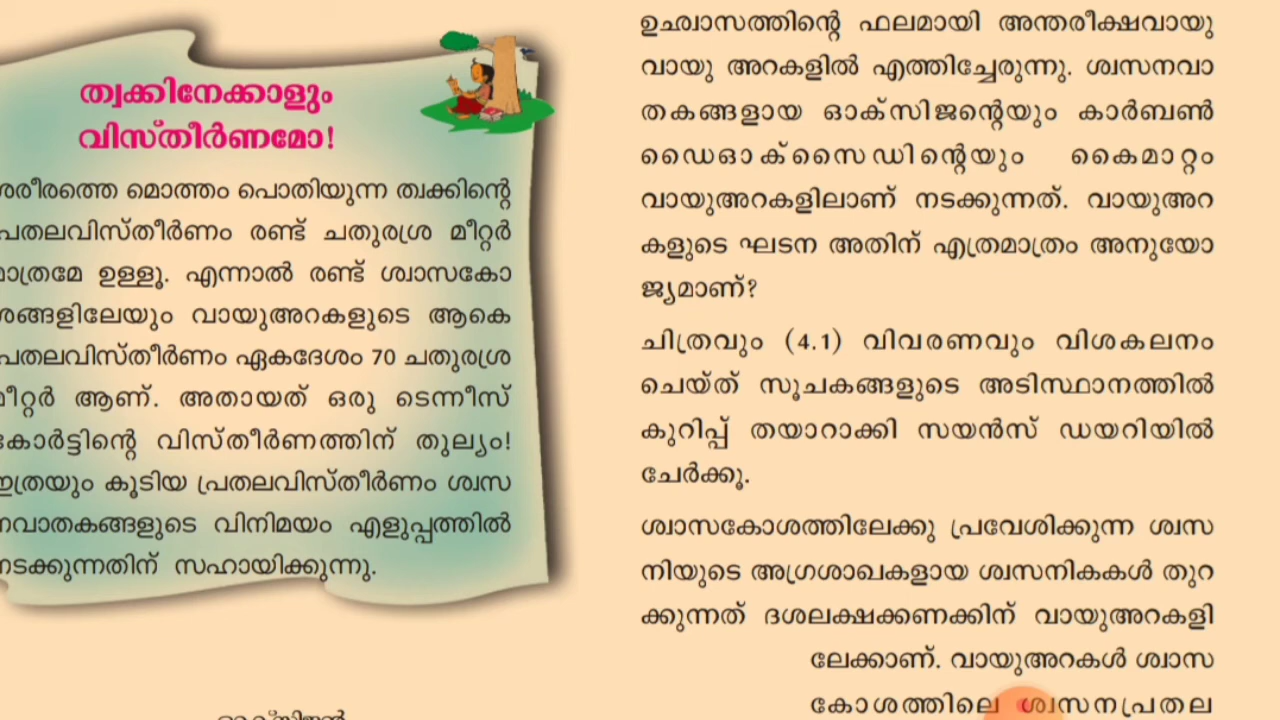 ത്വക്കിനേക്കാളും
വിസ്തീർണമോ!
ശരീരത്തെ മൊത്തം പൊതിയുന്ന ത്വക്കിന്റെ
പ്രതലവിസ്തീർണം രണ്ട് ചതുരശ്ര മീറ്റർ
മാത്രമേ ഉള്ളൂ. എന്നാൽ രണ്ട് ശ്വാസകോ
ശങ്ങളിലേയും വായുഅറകളുടെ ആകെ
പ്രതലവിസ്തീർണം ഏകദേശം 70 ചതുരശ്ര
മീറ്റർ ആണ്. അതായത് ഒരു ടെന്നീസ്
കോർട്ടിന്റെ വിസ്തീർണത്തിന് തുല്യം!
ഇത്രയും കൂടിയ പ്രതലവിസ്തീർണം ശ്വസ
നവാതകങ്ങളുടെ വിനിമയം എളുപ്പത്തിൽ
നടക്കുന്നതിന് സഹായിക്കുന്നു.
ഉഛ്വാസത്തിന്റെ ഫലമായി അന്തരീക്ഷവായു
വായു അറകളിൽ എത്തിച്ചേരുന്നു. ശ്വസനവാ
തകങ്ങളായ ഓക്സിജന്റെയും കാർബൺ
ഡൈഓക്സൈഡിന്റെയും കൈമാറ്റം
വായുഅറകളിലാണ് നടക്കുന്നത്. വായുഅറ
കളുടെ ഘടന അതിന് എത്രമാത്രം അനുയോ
ജ്യമാണ്?
ചിത്രവും (4.1) വിവരണവും വിശകലനം
ചെയ്ത് സൂചകങ്ങളുടെ അടിസ്ഥാനത്തിൽ
കുറിപ്പ് തയാറാക്കി സയൻസ് ഡയറിയിൽ
ചേർക്കൂ.
ശ്വാസകോശത്തിലേക്കു പ്രവേശിക്കുന്ന ശ്വസ
നിയുടെ അഗ്രശാഖകളായ ശ്വസനികകൾ തുറ
ക്കുന്നത് ദശലക്ഷക്കണക്കിന് വായുഅറകളി
ലേക്കാണ്. വായുഅറകൾ ശ്വാസ
കോശത്തിലെ ശ്വസനപ്രതല